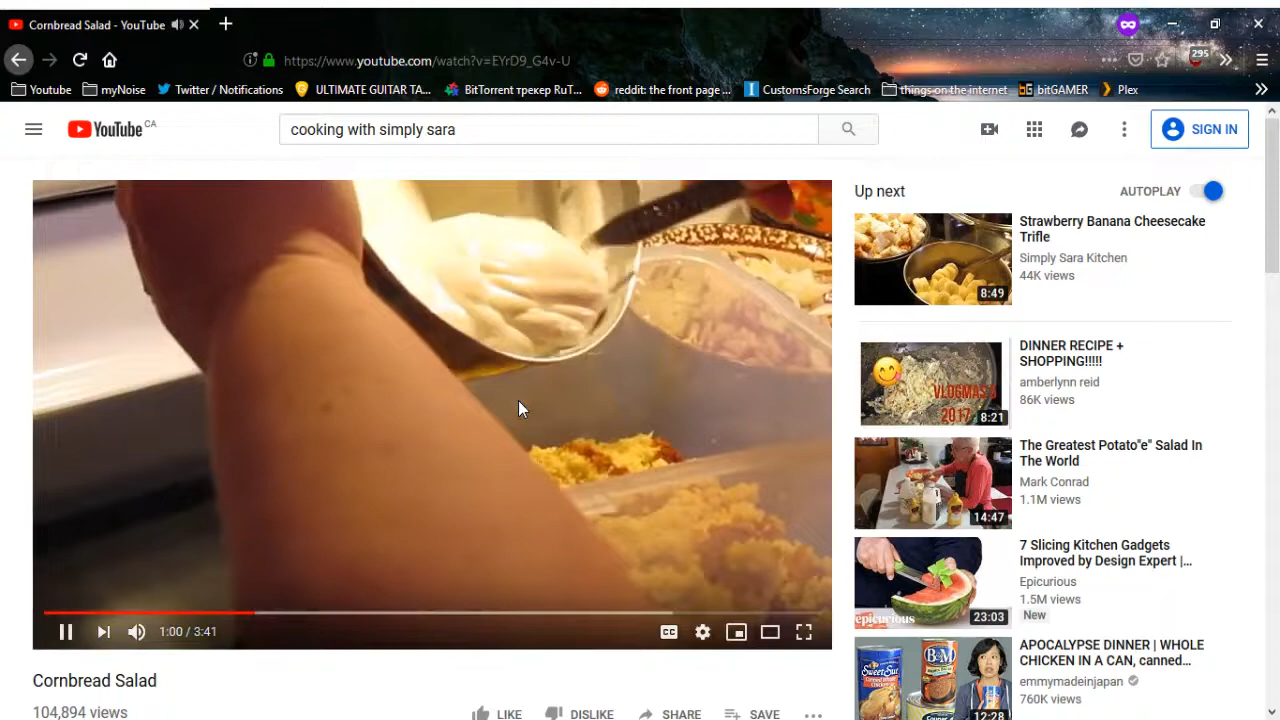 Cornbread Salad - YouTube
https://www.youtube.com/watch?v=EYrD9_G4v-U
295
Youtube myNoise Twitter / Notifications ULTIMATE GUITAR TA... BitTorrent трекер RuT... reddit: the front page ... CustomsForge Search things on the internet bitGAMER Plex
YouTube CA
cooking with simply sara
SIGN IN
Up next
AUTOPLAY
Strawberry Banana Cheesecake
Trifle
Simply Sara Kitchen
44K views
8:49
DINNER RECIPE +
SHOPPING!!!!!
amberlynn reid
86K views
VLOGMAS
2017
8:21
The Greatest Potato"e" Salad In
The World
Mark Conrad
1.1M views
14:47
7 Slicing Kitchen Gadgets
Improved by Design Expert |...
Epicurious
1.5M views
New
epicurious
23:03
APOCALYPSE DINNER | WHOLE
CHICKEN IN A CAN, canned...
emmymadeinjapan
760K views
B&M
Sweet Sue
12:28
1:00 / 3:41
CC
Cornbread Salad
104,894 views
LIKE DISLIKE SHARE SAVE